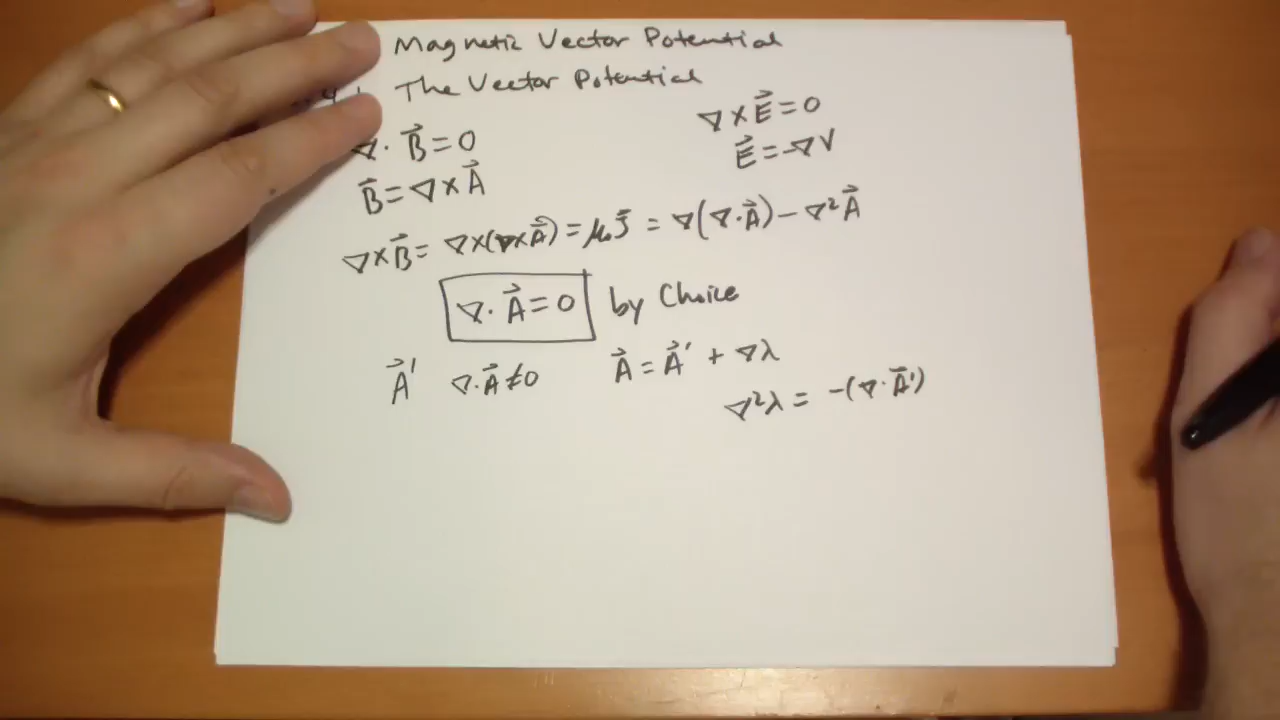 Magnetic Vector Potential
: The Vector Potential
∇ × E⃗ = 0
∇ · B⃗ = 0
E⃗ = -∇V
B⃗ = ∇ × A⃗
∇×B⃗ = ∇×(∇×A⃗) = μ₀J⃗ = ∇(∇·A⃗) - ∇²A⃗
∇ · A⃗ = 0 by Choice
A⃗' ∇·A⃗ ≠ 0 A⃗ = A⃗' + ∇λ
∇²λ = -(∇·A⃗')